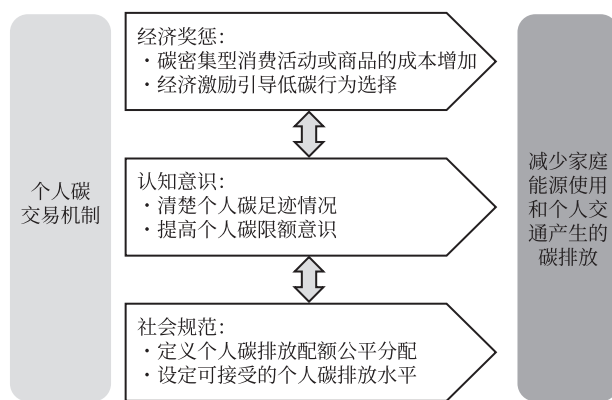 个人碳
交易机制
经济奖惩：
·碳密集型消费活动或商品的成本增加
·经济激励引导低碳行为选择
认知意识：
·清楚个人碳足迹情况
·提高个人碳限额意识
社会规范：
·定义个人碳排放配额公平分配
·设定可接受的个人碳排放水平
减少家庭
能源使用
和个人交
通产生的
碳排放